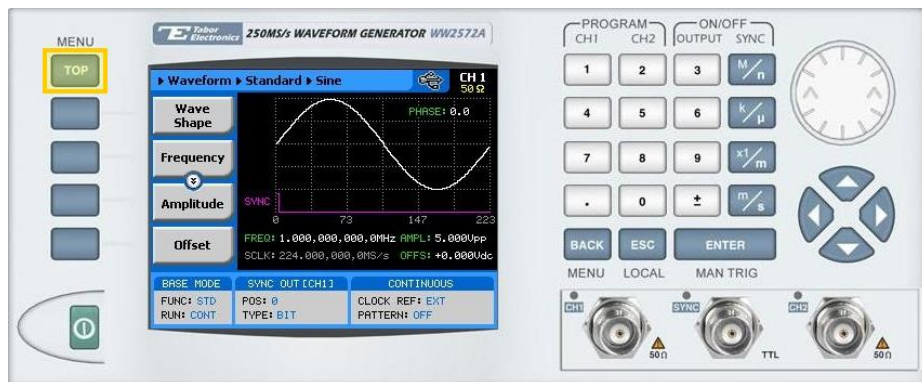 MENU
TOP
Tabor Electronics 250MS/s WAVEFORM GENERATOR WW2572A
Waveform Standard Sine
CH 1
50 Ω
Wave
Shape
Frequency
Amplitude
Offset
PHASE: 0.0
SYNC
0 73 147 223
FREQ: 1.000,000,000,0MHz AMPL: 5.000Vpp
SCLK: 224.000,000,0MS/s OFFS: +0.000Vdc
BASE MODE
FUNC: STD
RUN: CONT
SYNC OUT [CH1]
POS: 0
TYPE: BIT
CONTINUOUS
CLOCK REF: EXT
PATTERN: OFF
PROGRAM
CH1 CH2
ON/OFF
OUTPUT SYNC
1 2 3 M/n
4 5 6 k/µ
7 8 9 x1/m
. 0 ± m/s
BACK ESC ENTER
MENU LOCAL MAN TRIG
CH1 SYNC CH2
50Ω TTL 50Ω